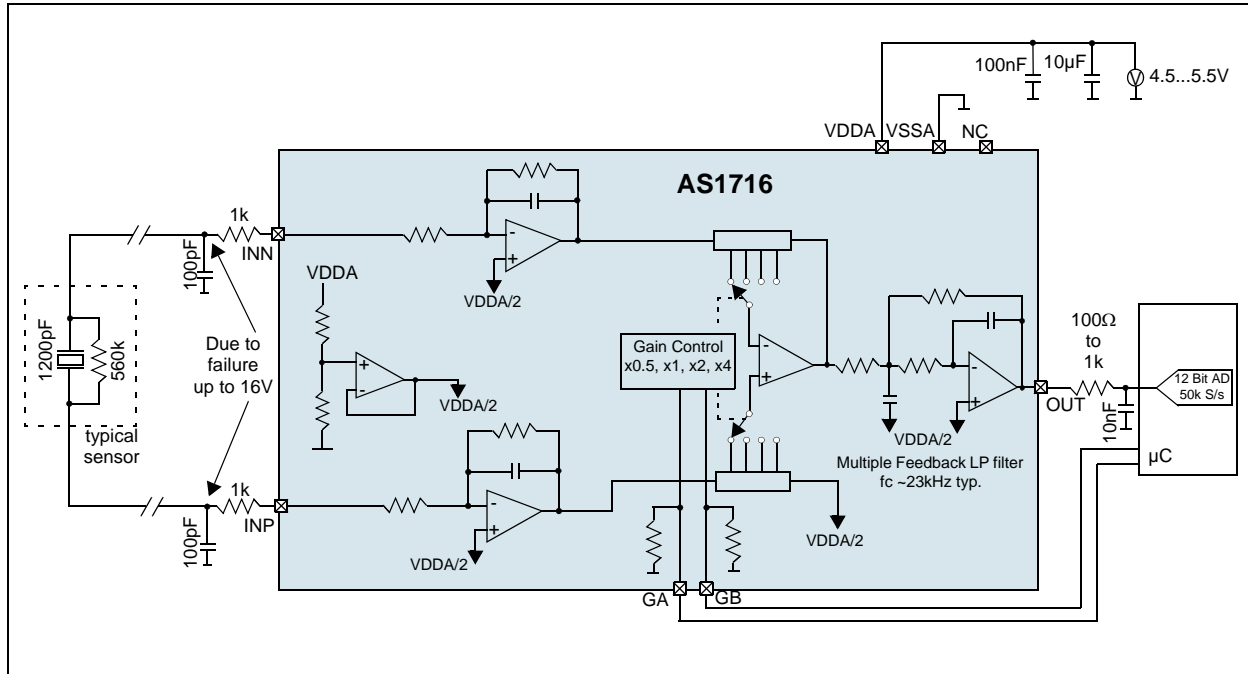 100nF
10µF
4.5...5.5V
VDDA
VSSA
NC
AS1716
1k
INN
100pF
VDDA/2
VDDA
1200pF
560k
typical
sensor
Due to
failure
up to 16V
VDDA/2
Gain Control
x0.5, x1, x2, x4
100Ω
to
1k
OUT
10nF
12 Bit AD
50k S/s
µC
VDDA/2
Multiple Feedback LP filter
fc ~23kHz typ.
1k
INP
100pF
VDDA/2
VDDA/2
GA
GB
-
+
+
-
-
+
-
+
-
+
V